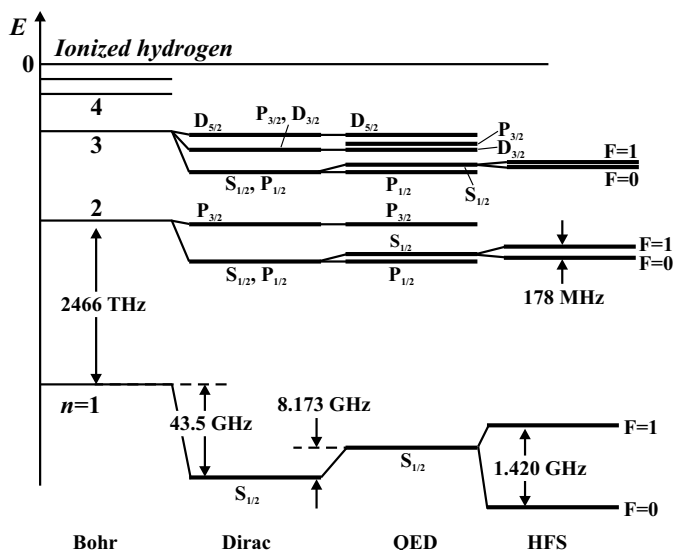 E
Ionized hydrogen
0
4
3
2
n=1
D5/2
P3/2, D3/2
D5/2
P3/2
D3/2
S1/2, P1/2
P1/2
S1/2
F=1
F=0
P3/2
P3/2
S1/2
S1/2, P1/2
P1/2
F=1
F=0
178 MHz
2466 THz
43.5 GHz
8.173 GHz
S1/2
S1/2
F=1
1.420 GHz
F=0
Bohr
Dirac
QED
HFS